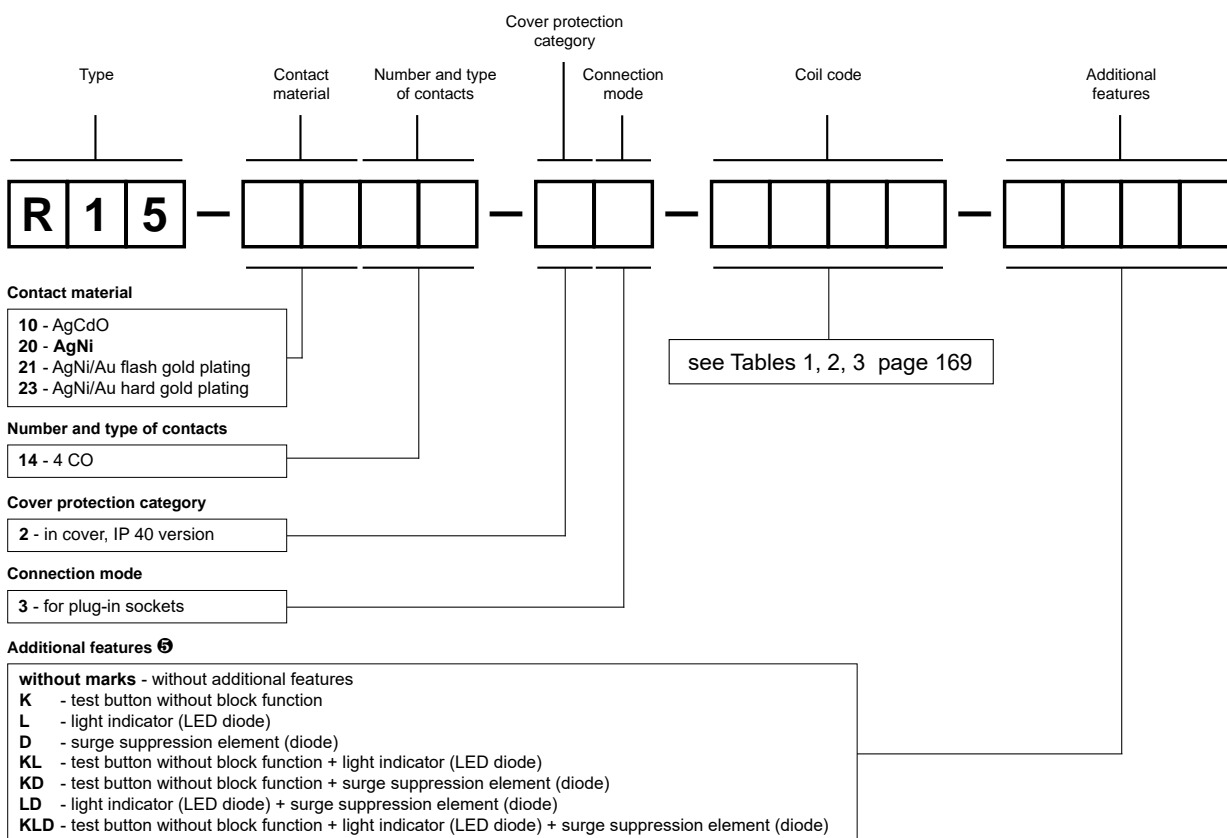 Cover protection
category
Type
Contact
material
Number and type
of contacts
Connection
mode
Coil code
Additional
features
R 1 5 – – – –
Contact material
10 - AgCdO
20 - AgNi
21 - AgNi/Au flash gold plating
23 - AgNi/Au hard gold plating
see Tables 1, 2, 3 page 169
Number and type of contacts
14 - 4 CO
Cover protection category
2 - in cover, IP 40 version
Connection mode
3 - for plug-in sockets
Additional features ❺
without marks - without additional features
K - test button without block function
L - light indicator (LED diode)
D - surge suppression element (diode)
KL - test button without block function + light indicator (LED diode)
KD - test button without block function + surge suppression element (diode)
LD - light indicator (LED diode) + surge suppression element (diode)
KLD - test button without block function + light indicator (LED diode) + surge suppression element (diode)